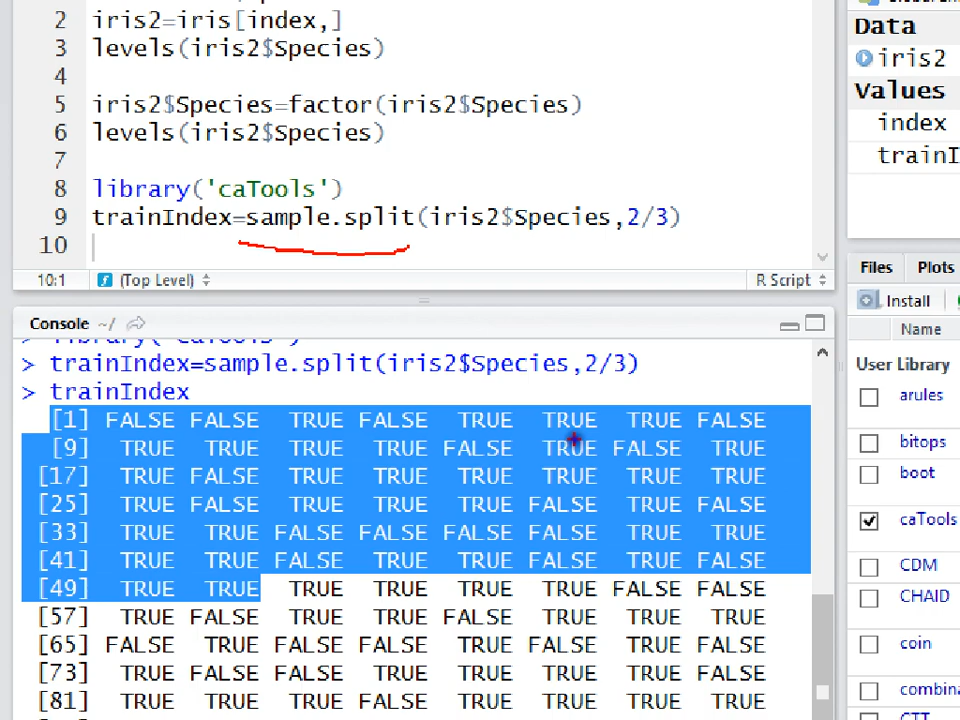 2 iris2=iris[index,]
3 levels(iris2$Species)
4
5 iris2$Species=factor(iris2$Species)
6 levels(iris2$Species)
7
8 library('caTools')
9 trainIndex=sample.split(iris2$Species,2/3)
10
10:1 (Top Level) R Script
Console ~/
> trainIndex=sample.split(iris2$Species,2/3)
> trainIndex
[1] FALSE FALSE TRUE FALSE TRUE TRUE TRUE FALSE
[9] TRUE TRUE TRUE TRUE FALSE TRUE FALSE TRUE
[17] TRUE FALSE TRUE TRUE TRUE TRUE TRUE TRUE
[25] TRUE FALSE TRUE TRUE TRUE FALSE TRUE FALSE
[33] TRUE TRUE FALSE FALSE FALSE FALSE TRUE TRUE
[41] TRUE TRUE FALSE TRUE TRUE FALSE TRUE FALSE
[49] TRUE TRUE TRUE TRUE TRUE TRUE FALSE FALSE
[57] TRUE FALSE TRUE TRUE FALSE TRUE TRUE TRUE
[65] FALSE TRUE FALSE FALSE TRUE FALSE TRUE TRUE
[73] TRUE FALSE FALSE TRUE TRUE TRUE TRUE FALSE
[81] TRUE TRUE TRUE FALSE TRUE TRUE TRUE TRUE
Data
iris2
Values
index
trainI
Files Plots
Install
Name
User Library
arules
bitops
boot
caTools
CDM
CHAID
coin
combina